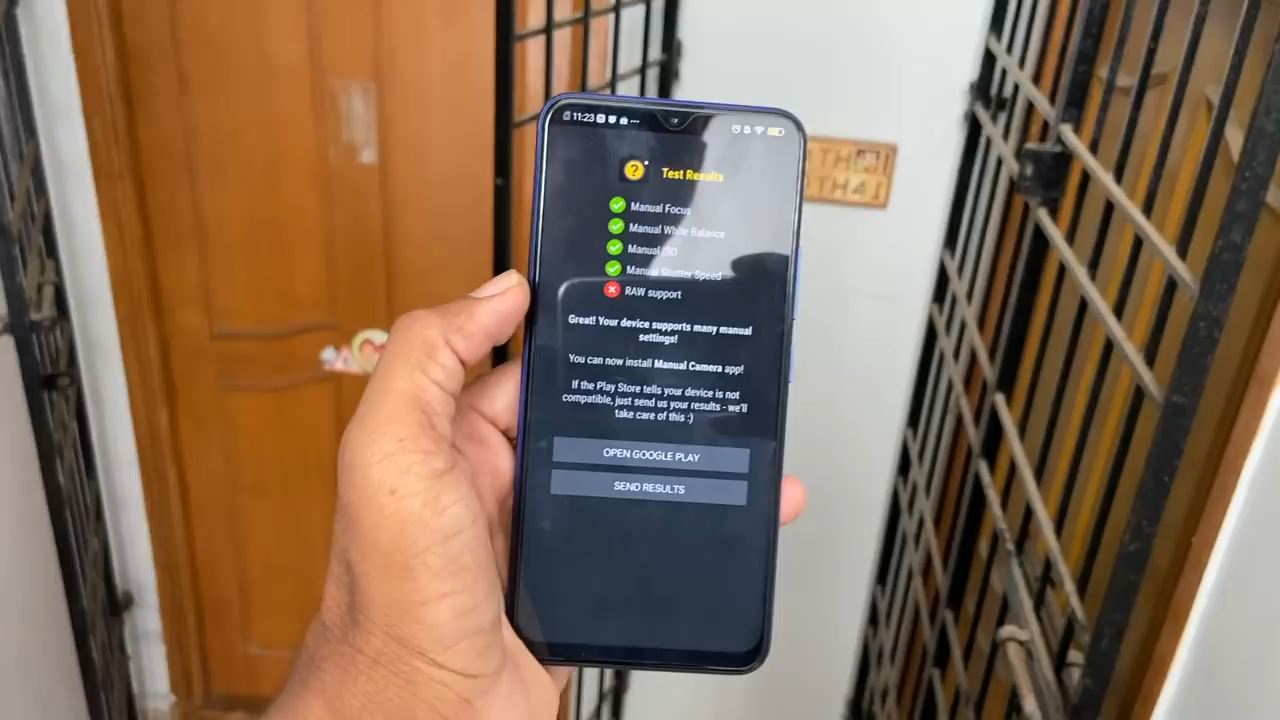 11:23
Test Results
Manual Focus
Manual White Balance
Manual ISO
Manual Shutter Speed
RAW support
Great! Your device supports many manual
settings!
You can now install Manual Camera app!
If the Play Store tells your device is not
compatible, just send us your results - we'll
take care of this :)
OPEN GOOGLE PLAY
SEND RESULTS